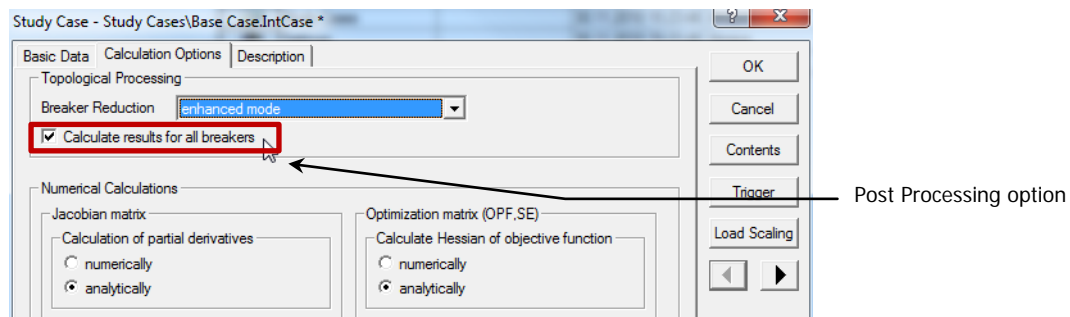 Study Case - Study Cases\Base Case.IntCase *
Basic Data Calculation Options Description
OK
Topological Processing
Breaker Reduction enhanced mode
Cancel
Calculate results for all breakers
Contents
Numerical Calculations
Trigger
Post Processing option
Jacobian matrix
Optimization matrix (OPF,SE)
Load Scaling
Calculation of partial derivatives
Calculate Hessian of objective function
numerically
numerically
analytically
analytically